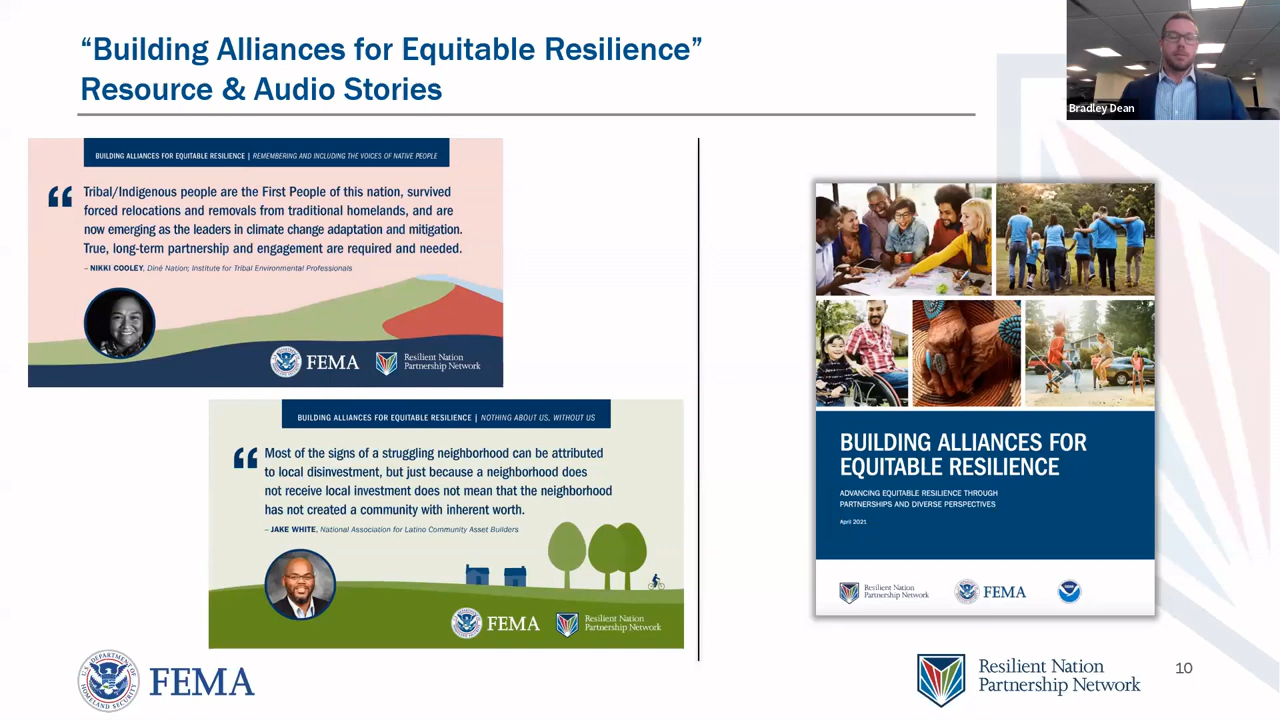 “Building Alliances for Equitable Resilience”
Resource & Audio Stories
Bradley Dean
BUILDING ALLIANCES FOR EQUITABLE RESILIENCE | REMEMBERING AND INCLUDING THE VOICES OF NATIVE PEOPLE
“
Tribal/Indigenous people are the First People of this nation, survived
forced relocations and removals from traditional homelands, and are
now emerging as the leaders in climate change adaptation and mitigation.
True, long-term partnership and engagement are required and needed.
– NIKKI COOLEY, Diné Nation; Institute for Tribal Environmental Professionals
FEMA
Resilient Nation
Partnership Network
BUILDING ALLIANCES FOR EQUITABLE RESILIENCE | NOTHING ABOUT US, WITHOUT US
“
Most of the signs of a struggling neighborhood can be attributed
to local disinvestment, but just because a neighborhood does
not receive local investment does not mean that the neighborhood
has not created a community with inherent worth.
– JAKE WHITE, National Association for Latino Community Asset Builders
FEMA
Resilient Nation
Partnership Network
BUILDING ALLIANCES FOR
EQUITABLE RESILIENCE
ADVANCING EQUITABLE RESILIENCE THROUGH
PARTNERSHIPS AND DIVERSE PERSPECTIVES
April 2021
Resilient Nation
Partnership Network
FEMA
U.S. DEPARTMENT OF
HOMELAND SECURITY
FEMA
Resilient Nation
Partnership Network
10